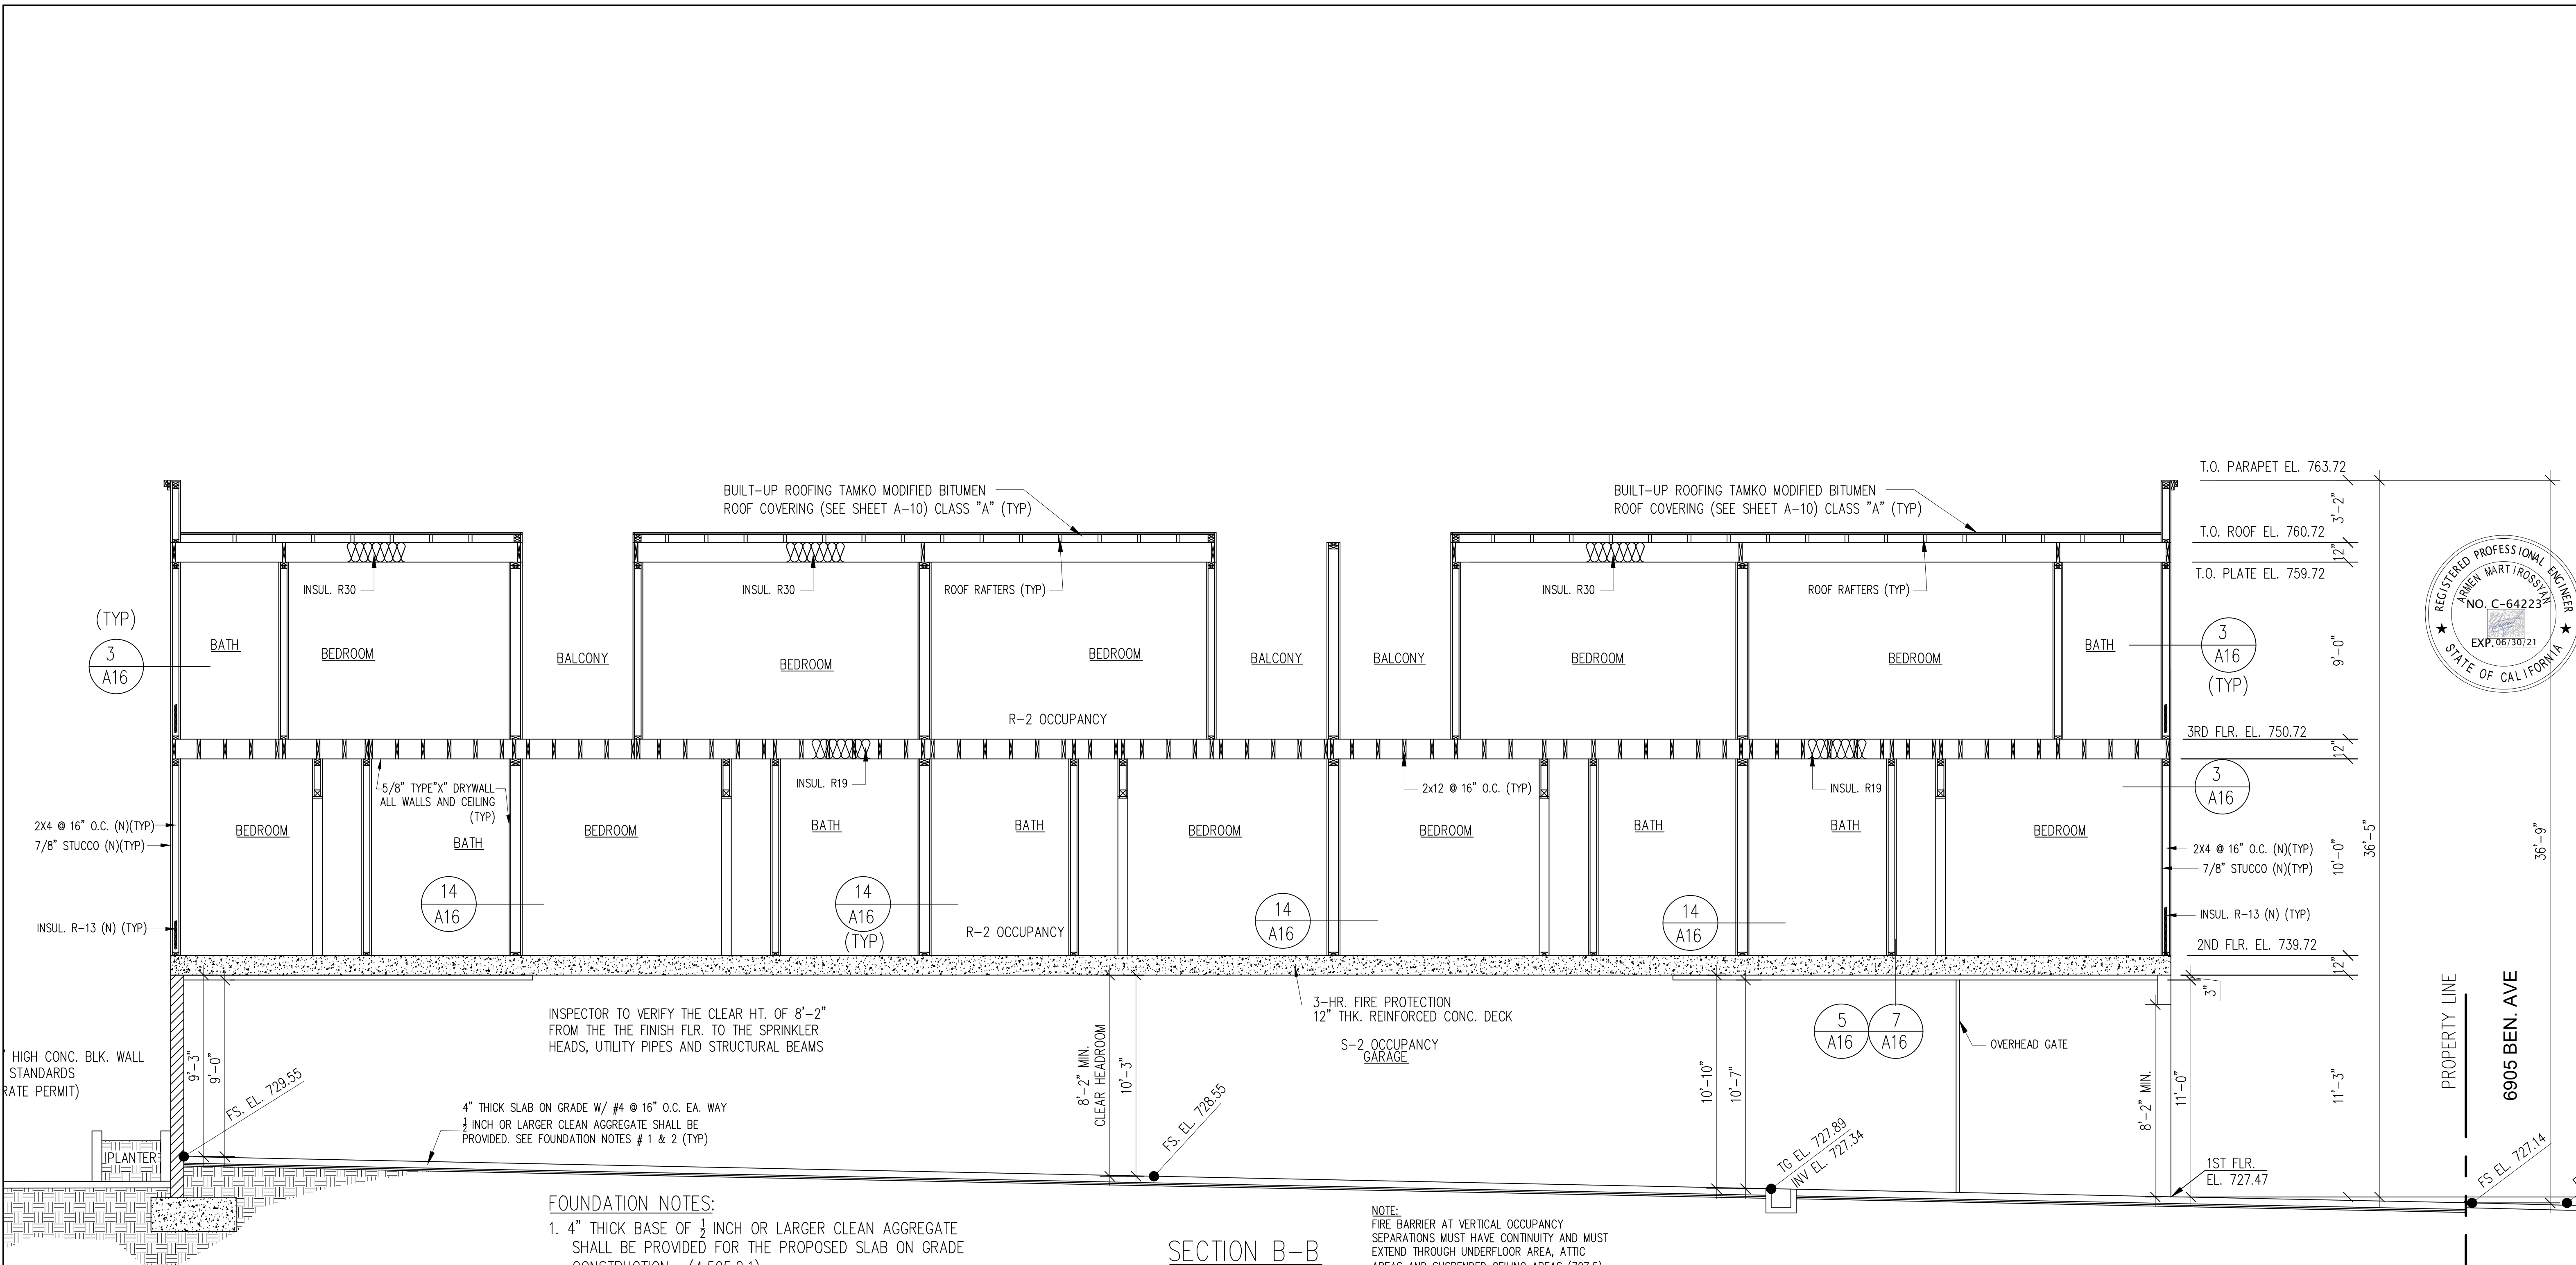 T.O. PARAPET EL. 763.72
BUILT-UP ROOFING TAMKO MODIFIED BITUMEN
ROOF COVERING (SEE SHEET A-10) CLASS "A" (TYP)
BUILT-UP ROOFING TAMKO MODIFIED BITUMEN
ROOF COVERING (SEE SHEET A-10) CLASS "A" (TYP)
3'-2"
T.O. ROOF EL. 760.72
12"
T.O. PLATE EL. 759.72
REGISTERED PROFESSIONAL ENGINEER
ARMEN MARTIROSSYAN
NO. C-64223
EXP. 06/30/21
STATE OF CALIFORNIA
INSUL. R30
INSUL. R30
ROOF RAFTERS (TYP)
INSUL. R30
ROOF RAFTERS (TYP)
(TYP)
3
A16
BATH
BEDROOM
BALCONY
BEDROOM
BEDROOM
BALCONY
BALCONY
BEDROOM
BEDROOM
BATH
3
A16
(TYP)
9'-0"
R-2 OCCUPANCY
3RD FLR. EL. 750.72
12"
3
A16
5/8" TYPE"X" DRYWALL
ALL WALLS AND CEILING
(TYP)
INSUL. R19
2x12 @ 16" O.C. (TYP)
INSUL. R19
2X4 @ 16" O.C. (N)(TYP)
7/8" STUCCO (N)(TYP)
BEDROOM
BATH
BEDROOM
BATH
BATH
BEDROOM
BEDROOM
BATH
BATH
BEDROOM
2X4 @ 16" O.C. (N)(TYP)
7/8" STUCCO (N)(TYP)
10'-0"
36'-5"
36'-9"
14
A16
14
A16
(TYP)
14
A16
14
A16
INSUL. R-13 (N) (TYP)
R-2 OCCUPANCY
INSUL. R-13 (N) (TYP)
2ND FLR. EL. 739.72
12"
3"
3-HR. FIRE PROTECTION
12" THK. REINFORCED CONC. DECK
INSPECTOR TO VERIFY THE CLEAR HT. OF 8'-2"
FROM THE THE FINISH FLR. TO THE SPRINKLER
HEADS, UTILITY PIPES AND STRUCTURAL BEAMS
S-2 OCCUPANCY
GARAGE
5
A16
7
A16
OVERHEAD GATE
PROPERTY LINE
6905 BEN. AVE
' HIGH CONC. BLK. WALL
STANDARDS
RATE PERMIT)
9'-3"
9'-0"
FS. EL. 729.55
8'-2" MIN.
CLEAR HEADROOM
10'-3"
FS. EL. 728.55
10'-10"
10'-7"
TG EL. 727.89
INV EL. 727.34
8'-2" MIN.
11'-0"
11'-3"
4" THICK SLAB ON GRADE W/ #4 @ 16" O.C. EA. WAY
½ INCH OR LARGER CLEAN AGGREGATE SHALL BE
PROVIDED. SEE FOUNDATION NOTES # 1 & 2 (TYP)
PLANTER
1ST FLR.
EL. 727.47
FS EL. 727.14
FOUNDATION NOTES:
1. 4" THICK BASE OF ½ INCH OR LARGER CLEAN AGGREGATE
SHALL BE PROVIDED FOR THE PROPOSED SLAB ON GRADE
CONSTRUCTION. (4.505.2.1)
SECTION B-B
NOTE:
FIRE BARRIER AT VERTICAL OCCUPANCY
SEPARATIONS MUST HAVE CONTINUITY AND MUST
EXTEND THROUGH UNDERFLOOR AREA, ATTIC
AREAS AND SUSPENDED CEILING AREAS (707.5)